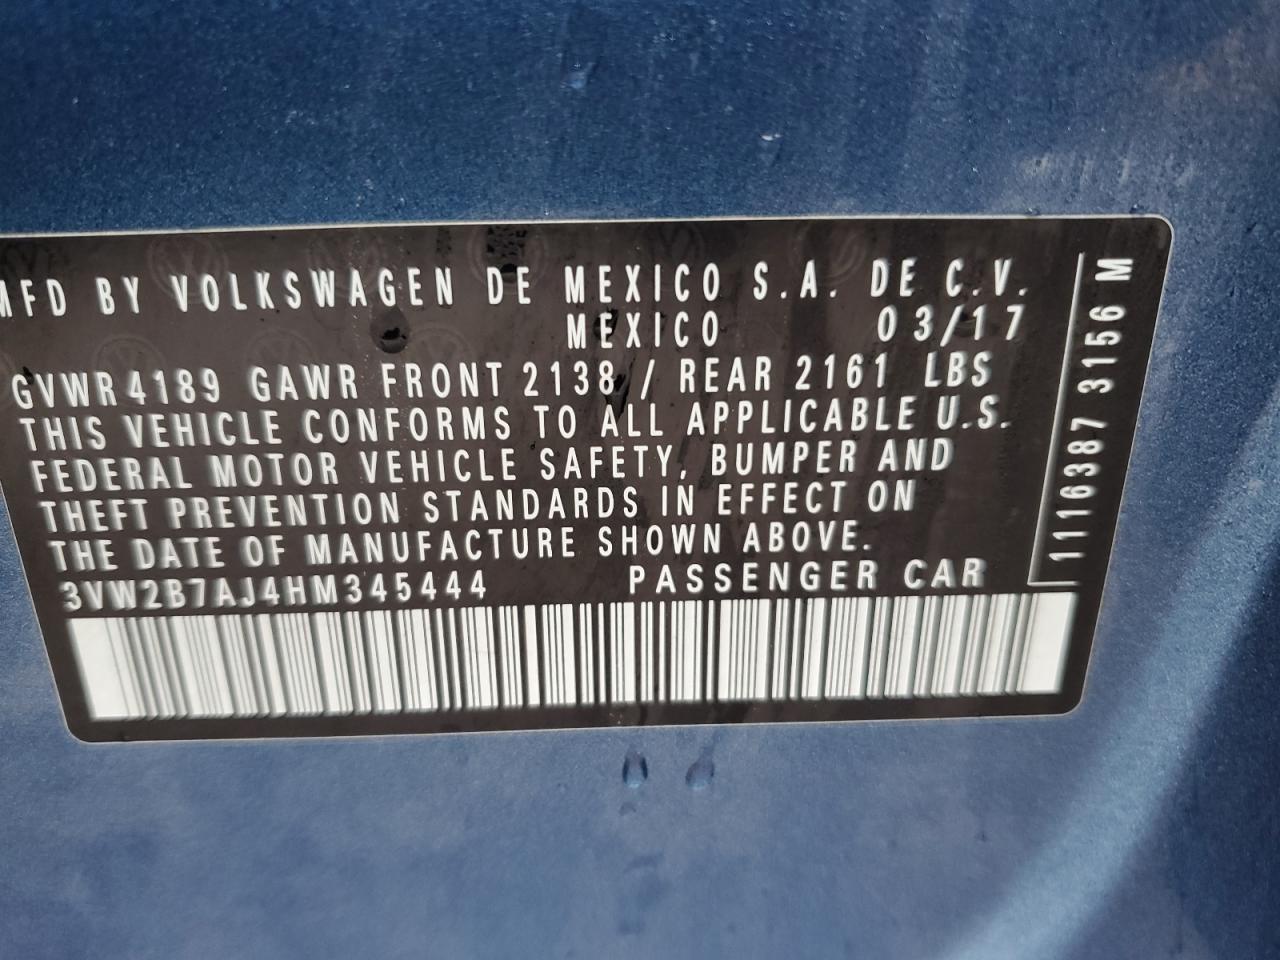 MFD BY VOLKSWAGEN DE MEXICO S.A. DE C.V.
MEXICO 03/17
GVWR 4189 GAWR FRONT 2138 / REAR 2161 LBS
THIS VEHICLE CONFORMS TO ALL APPLICABLE U.S.
FEDERAL MOTOR VEHICLE SAFETY, BUMPER AND
THEFT PREVENTION STANDARDS IN EFFECT ON
THE DATE OF MANUFACTURE SHOWN ABOVE.
3VW2B7AJ4HM345444 PASSENGER CAR
1116387 3156 M